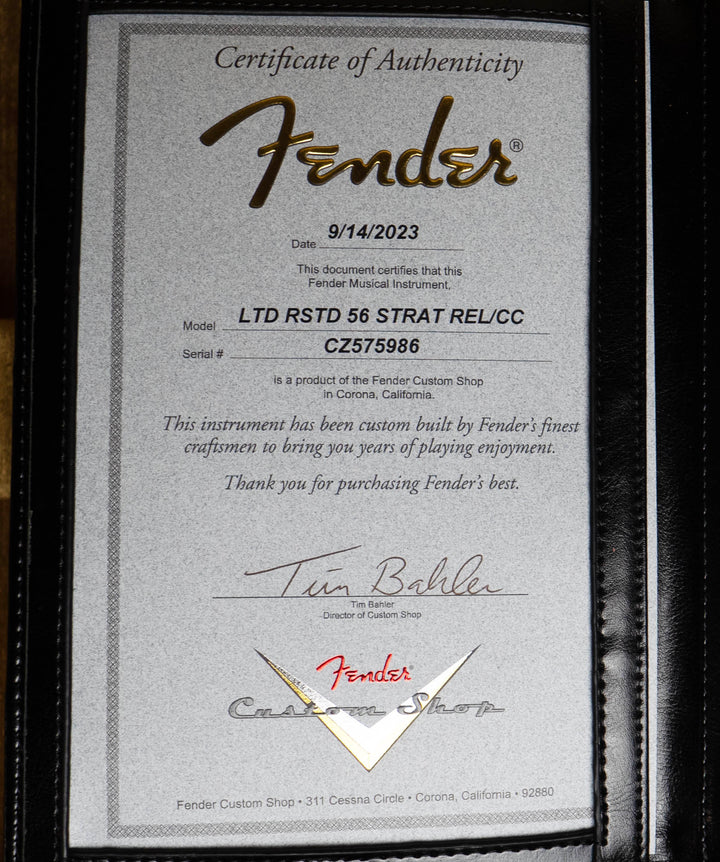 Certificate of Authenticity
Fender®
Date 9/14/2023
This document certifies that this
Fender Musical Instrument,
Model LTD RSTD 56 STRAT REL/CC
Serial # CZ575986
is a product of the Fender Custom Shop
in Corona, California.
This instrument has been custom built by Fender's finest
craftsmen to bring you years of playing enjoyment.
Thank you for purchasing Fender's best.
Tim Bahler
Tim Bahler
Director of Custom Shop
Fender®
Custom Shop
Fender Custom Shop • 311 Cessna Circle • Corona, California • 92880